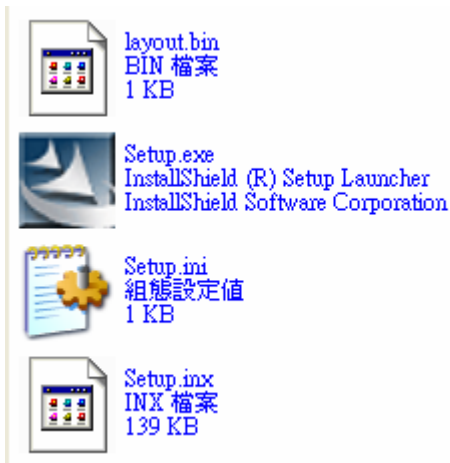 layout.bin
BIN 檔案
1 KB
Setup.exe
InstallShield (R) Setup Launcher
InstallShield Software Corporation
Setup.ini
組態設定值
1 KB
Setup.inx
INX 檔案
139 KB